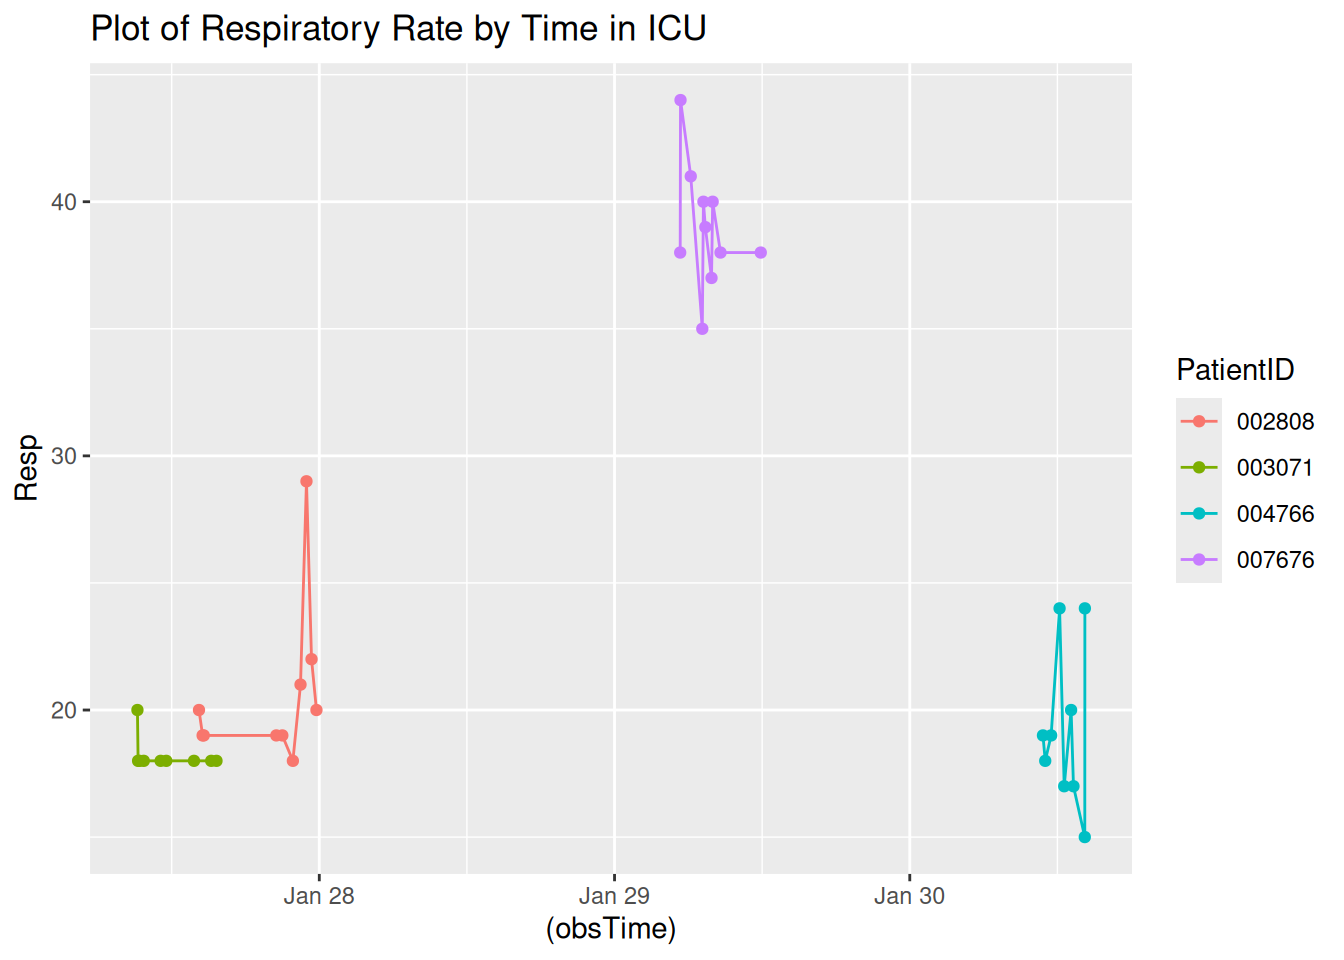 Plot of Respiratory Rate by Time in ICU
Resp
40
30
20
Jan 28
Jan 29
Jan 30
(obsTime)
PatientID
002808
003071
004766
007676